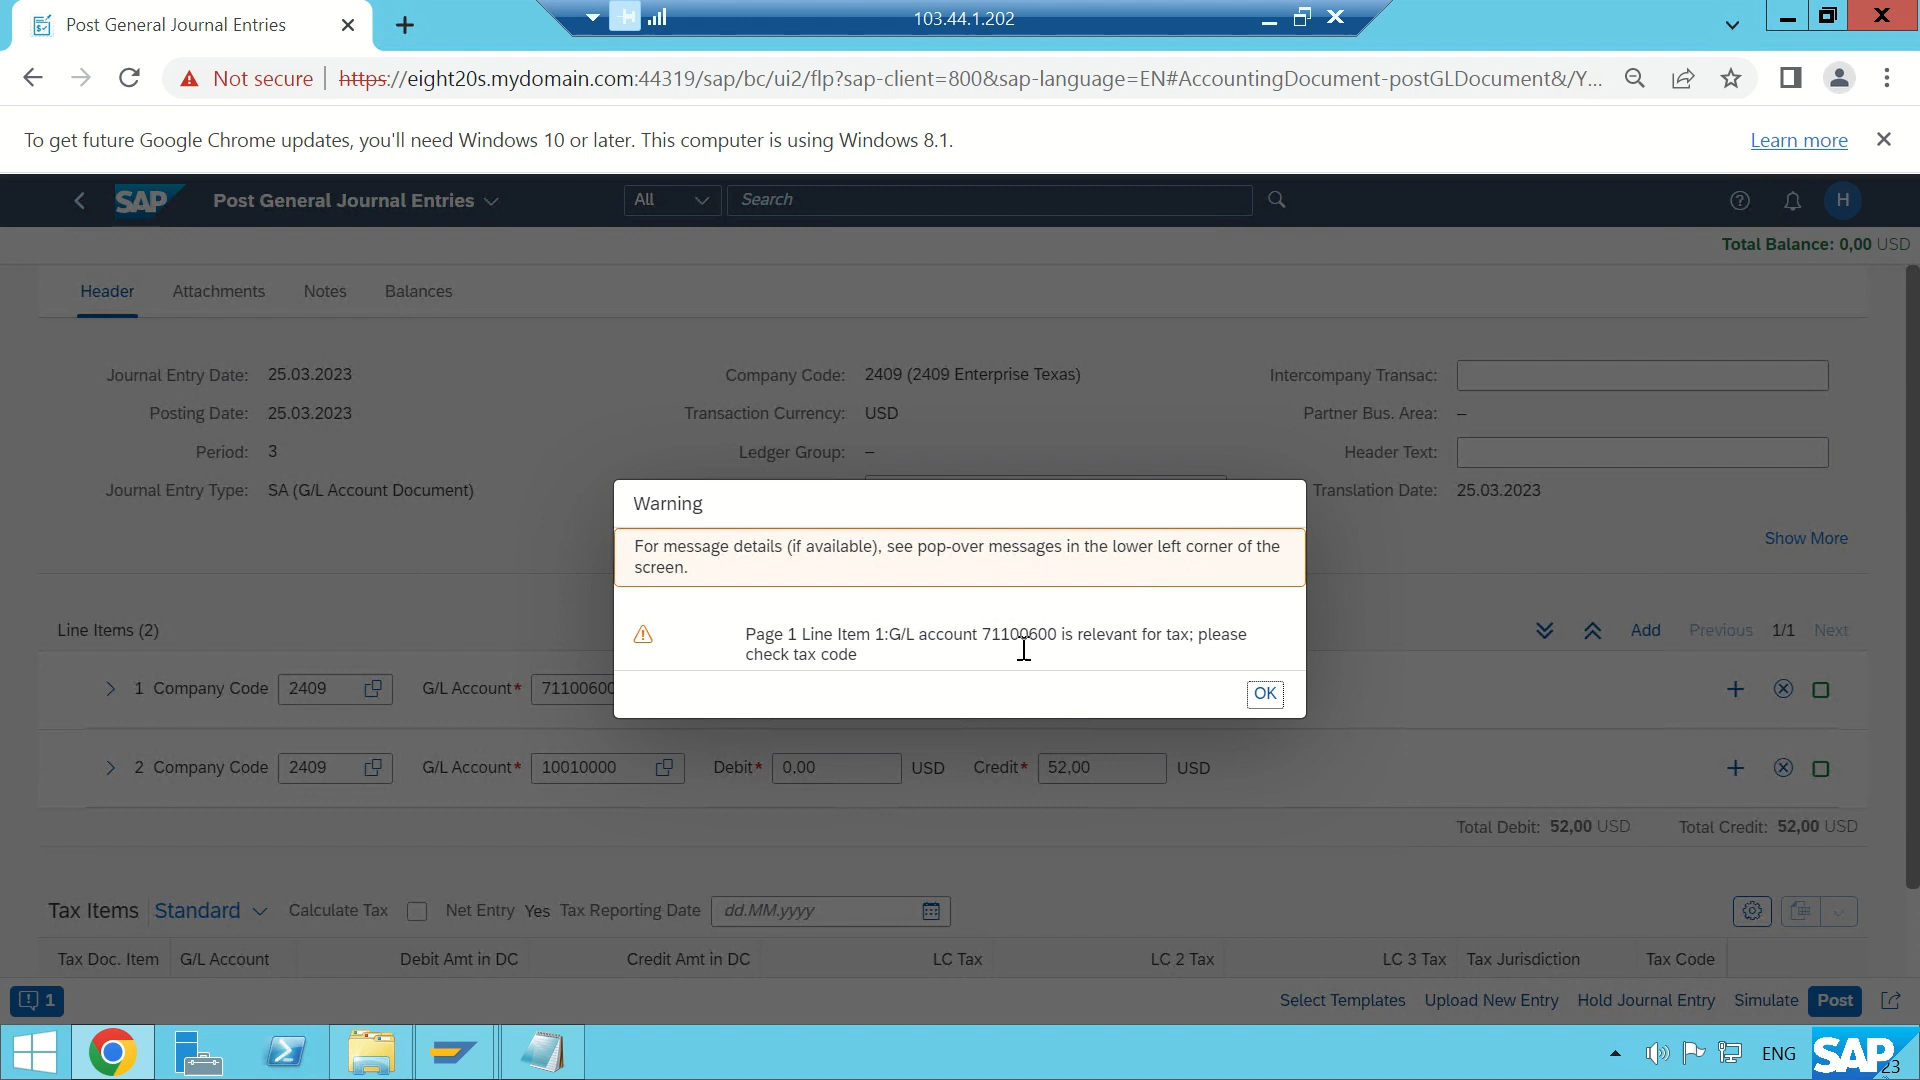 Post General Journal Entries
103.44.1.202
Not secure https://eight20s.mydomain.com:44319/sap/bc/ui2/flp?sap-client=800&sap-language=EN#AccountingDocument-postGLDocument&/Y...
To get future Google Chrome updates, you'll need Windows 10 or later. This computer is using Windows 8.1.
Learn more
SAP Post General Journal Entries All Search H
Total Balance: 0,00 USD
Header Attachments Notes Balances
Journal Entry Date: 25.03.2023 Company Code: 2409 (2409 Enterprise Texas) Intercompany Transac:
Posting Date: 25.03.2023 Transaction Currency: USD Partner Bus. Area: –
Period: 3 Ledger Group: – Header Text:
Journal Entry Type: SA (G/L Account Document) Translation Date: 25.03.2023
Show More
Warning
For message details (if available), see pop-over messages in the lower left corner of the
screen.
Page 1 Line Item 1:G/L account 71100600 is relevant for tax; please
check tax code
OK
Line Items (2) Add Previous 1/1 Next
1 Company Code 2409 G/L Account* 71100600
2 Company Code 2409 G/L Account* 10010000 Debit* 0,00 USD Credit* 52,00 USD
Total Debit: 52,00 USD Total Credit: 52,00 USD
Tax Items Standard Calculate Tax Net Entry Yes Tax Reporting Date dd.MM.yyyy
Tax Doc. Item G/L Account Debit Amt in DC Credit Amt in DC LC Tax LC 2 Tax LC 3 Tax Tax Jurisdiction Tax Code
1 Select Templates Upload New Entry Hold Journal Entry Simulate Post
ENG SAP 23